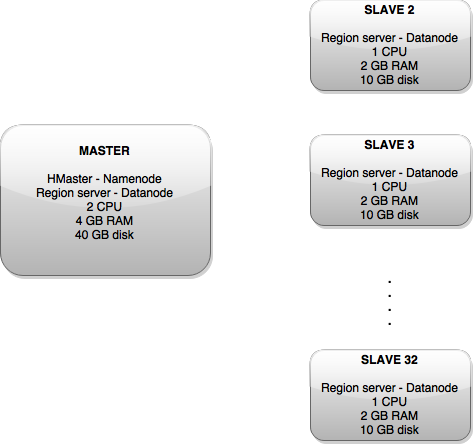 MASTER
HMaster - Namenode
Region server - Datanode
2 CPU
4 GB RAM
40 GB disk
SLAVE 2
Region server - Datanode
1 CPU
2 GB RAM
10 GB disk
SLAVE 3
Region server - Datanode
1 CPU
2 GB RAM
10 GB disk
.
.
.
.
SLAVE 32
Region server - Datanode
1 CPU
2 GB RAM
10 GB disk